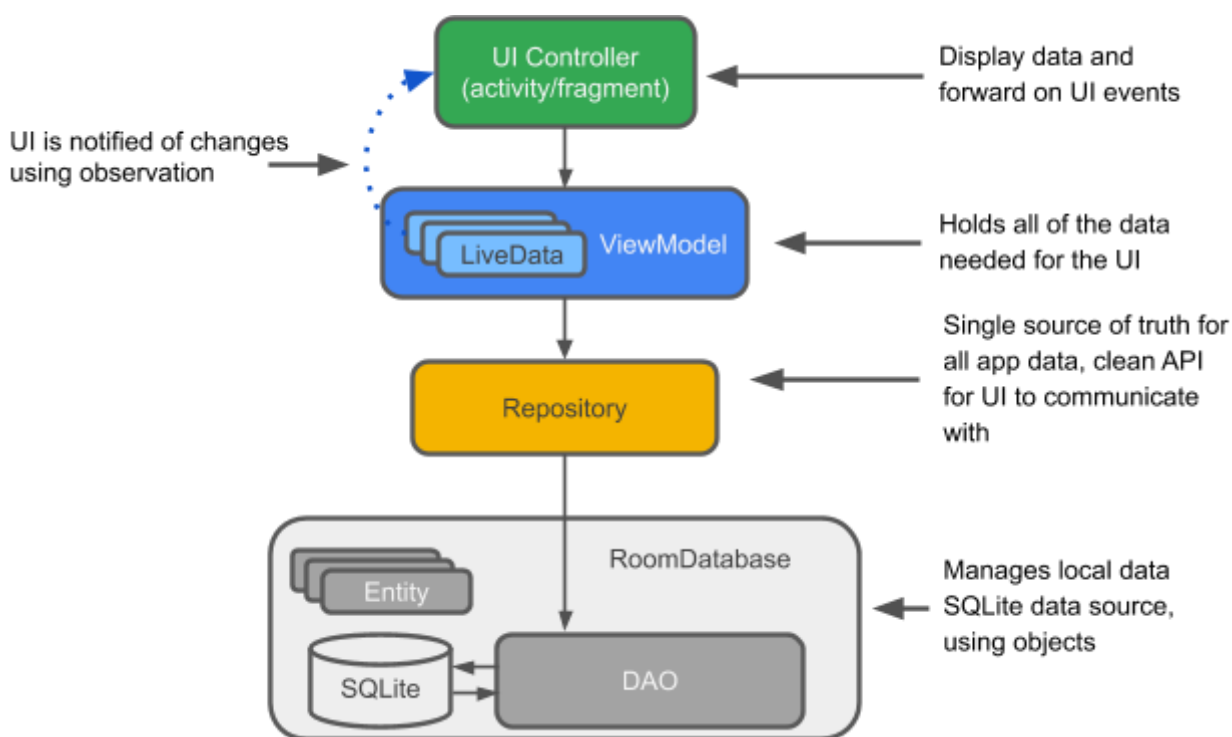 UI Controller
(activity/fragment)
Display data and
forward on UI events
UI is notified of changes
using observation
LiveData
ViewModel
Holds all of the data
needed for the UI
Single source of truth for
all app data, clean API
for UI to communicate
with
Repository
RoomDatabase
Entity
Manages local data
SQLite data source,
using objects
SQLite
DAO